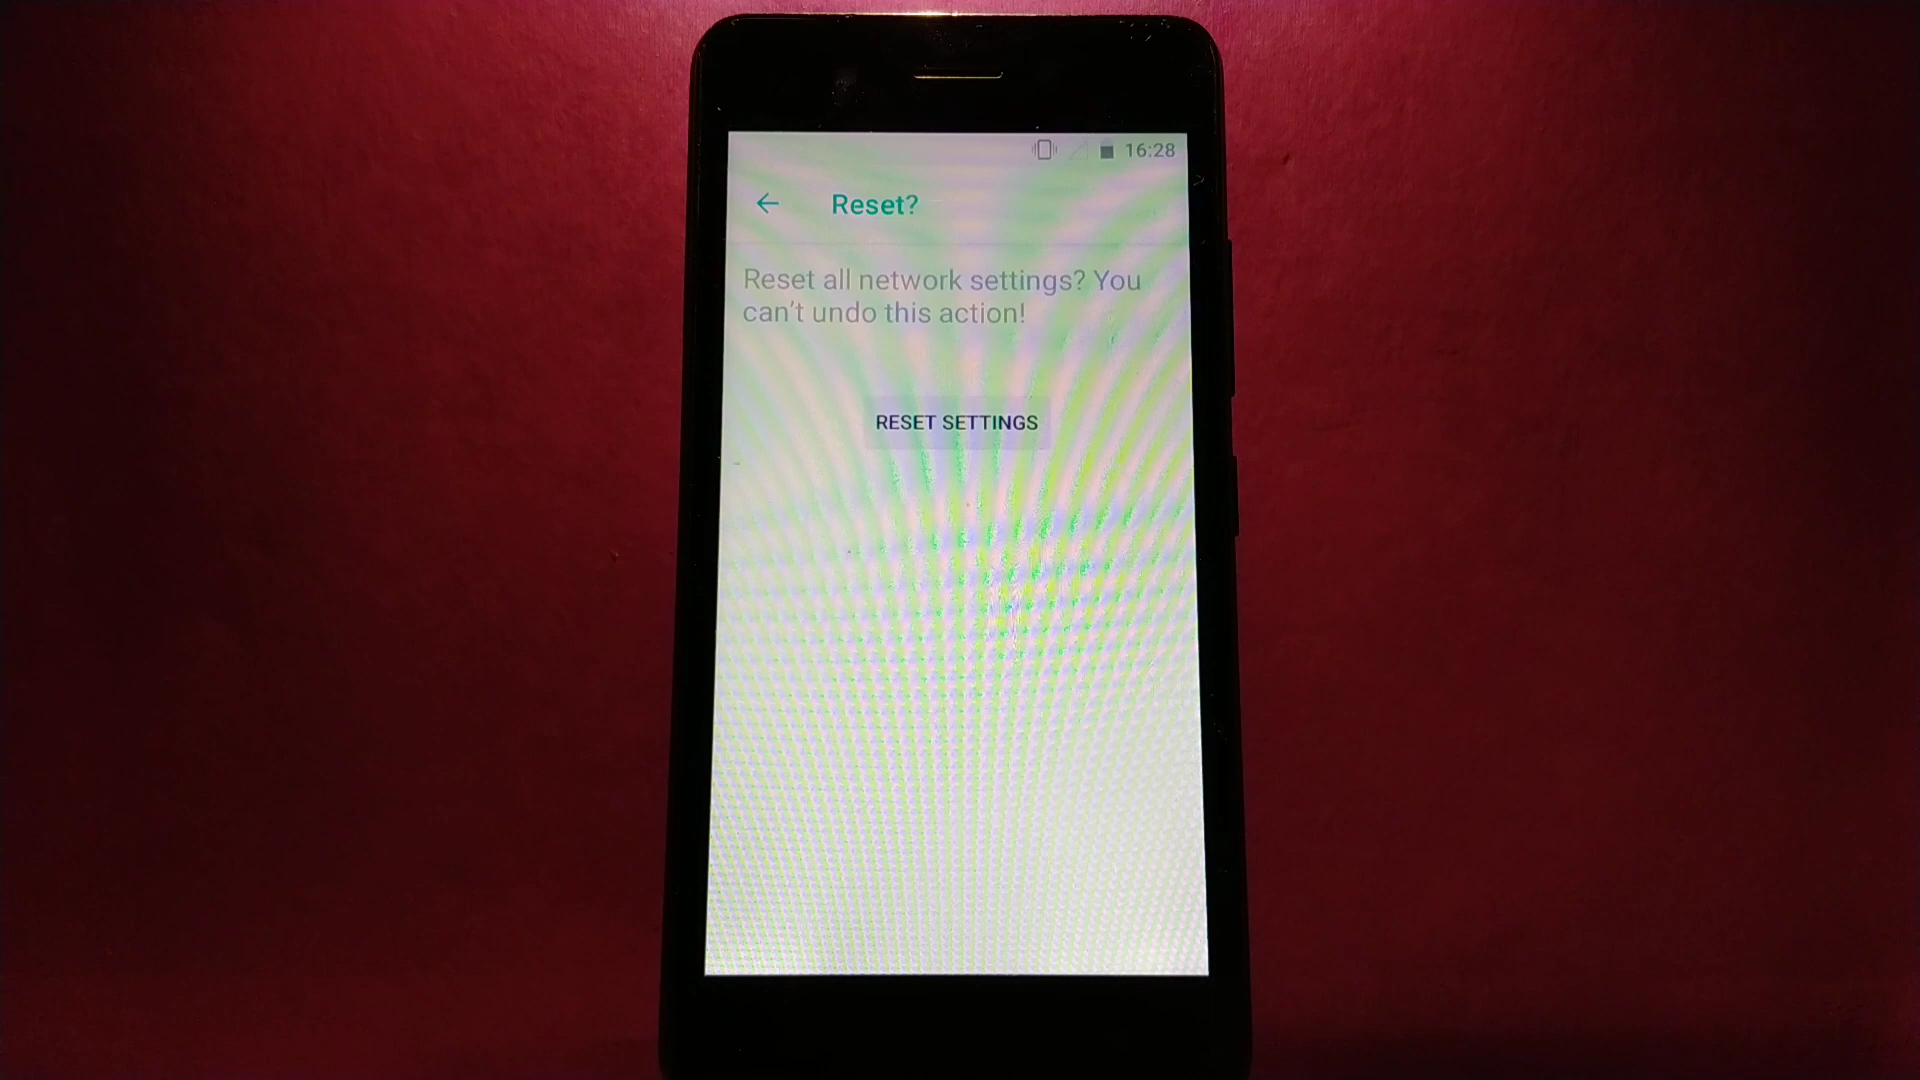 16:28
Reset?
Reset all network settings? You
can't undo this action!
RESET SETTINGS